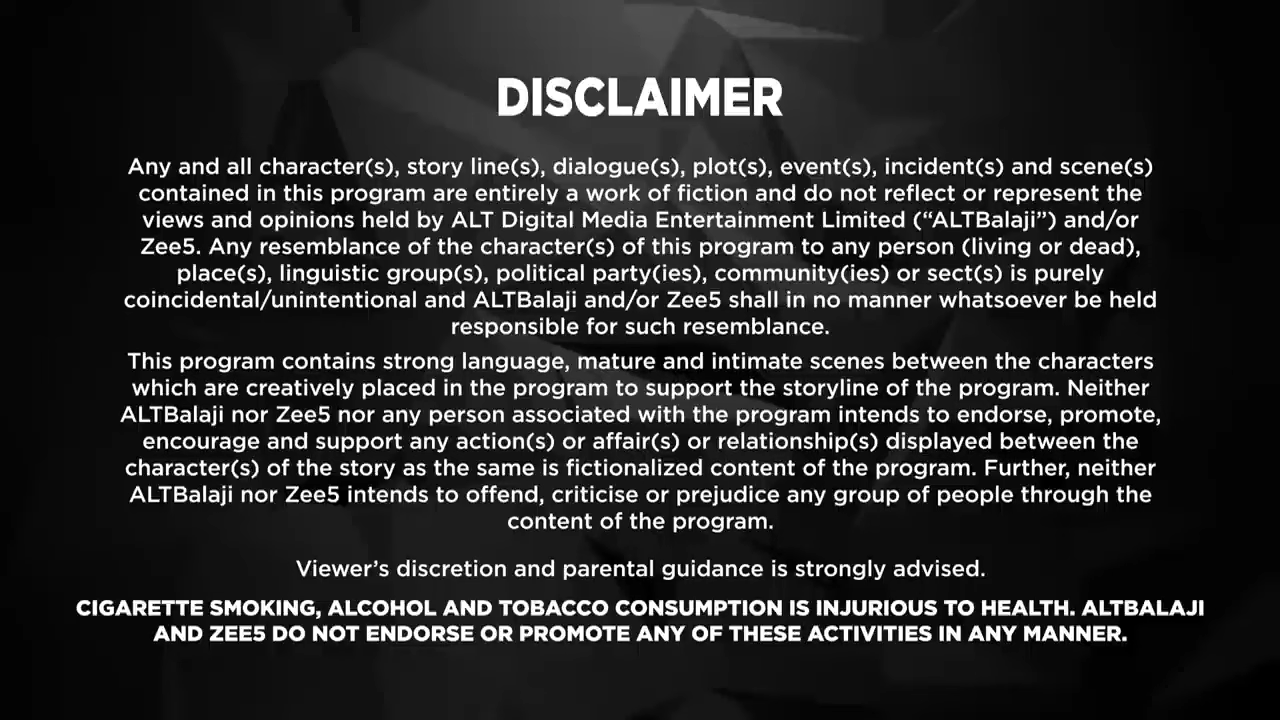 DISCLAIMER
Any and all character(s), story line(s), dialogue(s), plot(s), event(s), incident(s) and scene(s)
contained in this program are entirely a work of fiction and do not reflect or represent the
views and opinions held by ALT Digital Media Entertainment Limited (“ALTBalaji”) and/or
Zee5. Any resemblance of the character(s) of this program to any person (living or dead),
place(s), linguistic group(s), political party(ies), community(ies) or sect(s) is purely
coincidental/unintentional and ALTBalaji and/or Zee5 shall in no manner whatsoever be held
responsible for such resemblance.
This program contains strong language, mature and intimate scenes between the characters
which are creatively placed in the program to support the storyline of the program. Neither
ALTBalaji nor Zee5 nor any person associated with the program intends to endorse, promote,
encourage and support any action(s) or affair(s) or relationship(s) displayed between the
character(s) of the story as the same is fictionalized content of the program. Further, neither
ALTBalaji nor Zee5 intends to offend, criticise or prejudice any group of people through the
content of the program.
Viewer’s discretion and parental guidance is strongly advised.
CIGARETTE SMOKING, ALCOHOL AND TOBACCO CONSUMPTION IS INJURIOUS TO HEALTH. ALTBALAJI
AND ZEE5 DO NOT ENDORSE OR PROMOTE ANY OF THESE ACTIVITIES IN ANY MANNER.